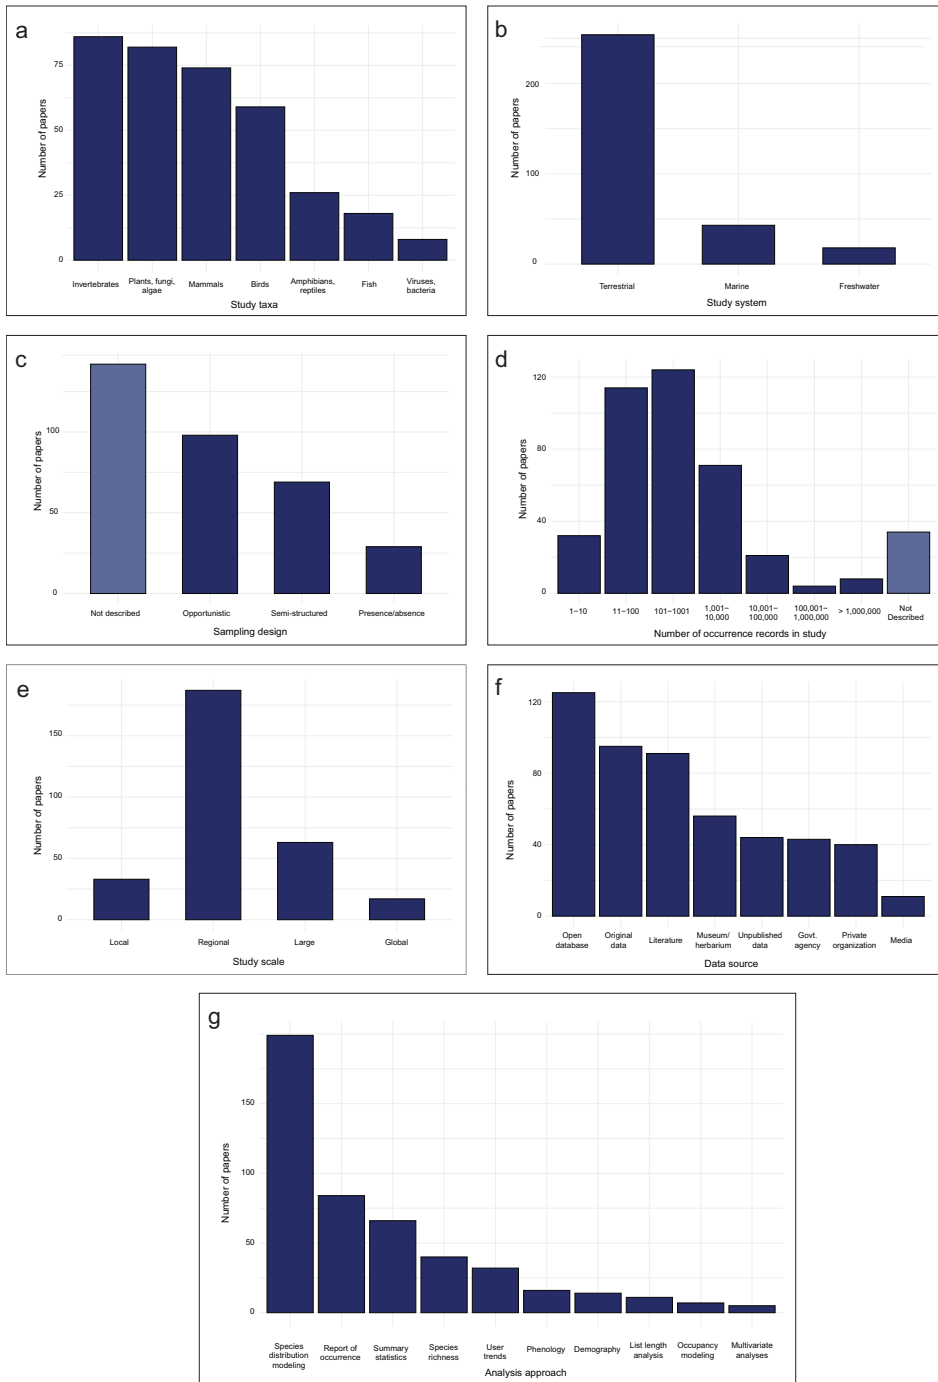 a
Number of papers
75
50
25
0
Invertebrates
Plants, fungi,
algae
Mammals
Birds
Amphibians,
reptiles
Fish
Viruses,
bacteria
Study taxa
b
Number of papers
200
100
0
Terrestrial
Marine
Freshwater
Study system
c
Number of papers
100
50
0
Not described
Opportunistic
Semi-structured
Presence/absence
Sampling design
d
Number of papers
120
80
40
0
1–10
11–100
101–1001
1,001–
10,000
10,001–
100,000
100,001–
1,000,000
> 1,000,000
Not
Described
Number of occurrence records in study
e
Number of papers
150
100
50
0
Local
Regional
Large
Global
Study scale
f
Number of papers
120
80
40
0
Open
database
Original
data
Literature
Museum/
herbarium
Unpublished
data
Govt.
agency
Private
organization
Media
Data source
g
Number of papers
150
100
50
0
Species
distribution
modeling
Report of
occurrence
Summary
statistics
Species
richness
User
trends
Phenology
Demography
List length
analysis
Occupancy
modeling
Multivariate
analyses
Analysis approach